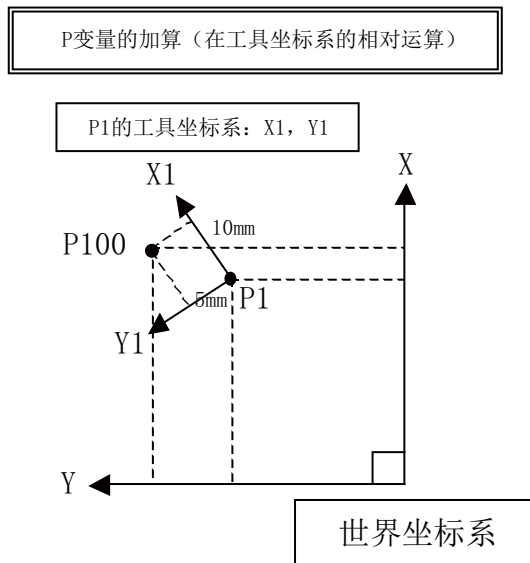 P变量的加算（在工具坐标系的相对运算）
P1的工具坐标系：X1，Y1
X1
X
10mm
P100
5mm
P1
Y1
Y
世界坐标系